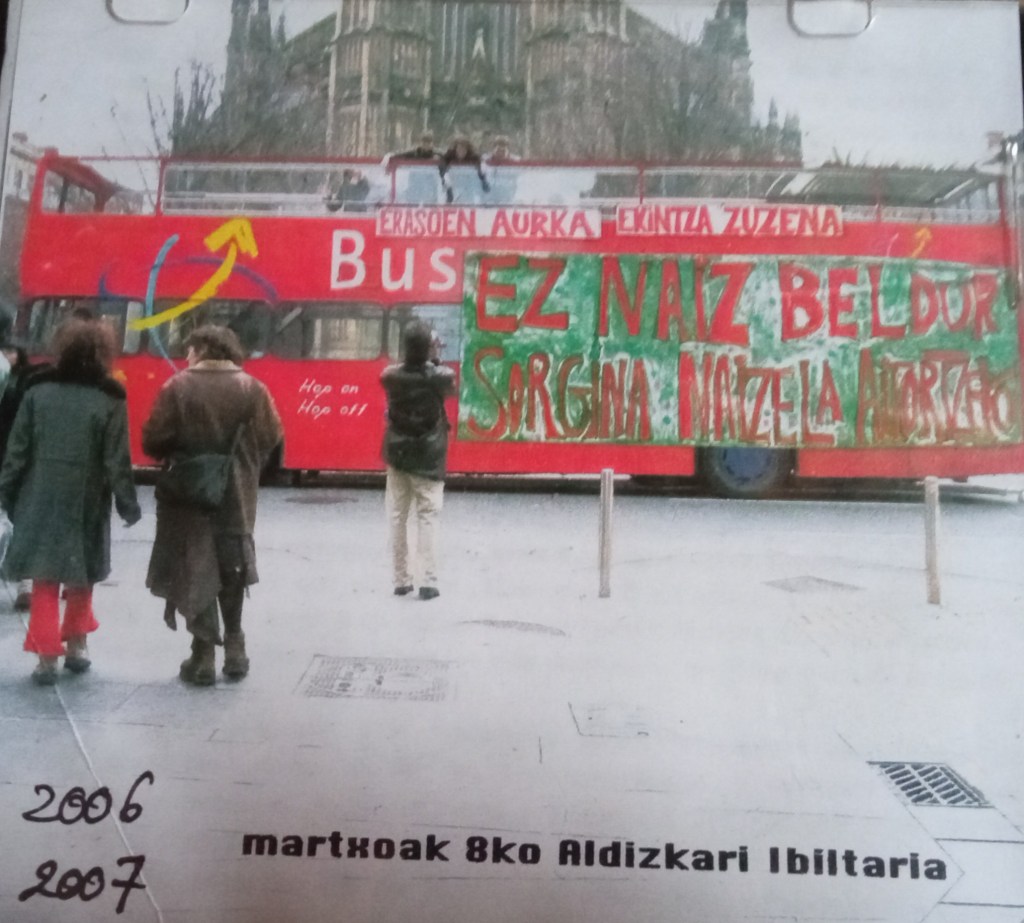 ERASOEN AURKA EKINTZA ZUZENA
Bus
EZ NAIZ BELDUR
SORGINA NAIZELA AITORTZEKO
Hop on
Hop off
2006
2007
martxoak 8ko Aldizkari Ibiltaria